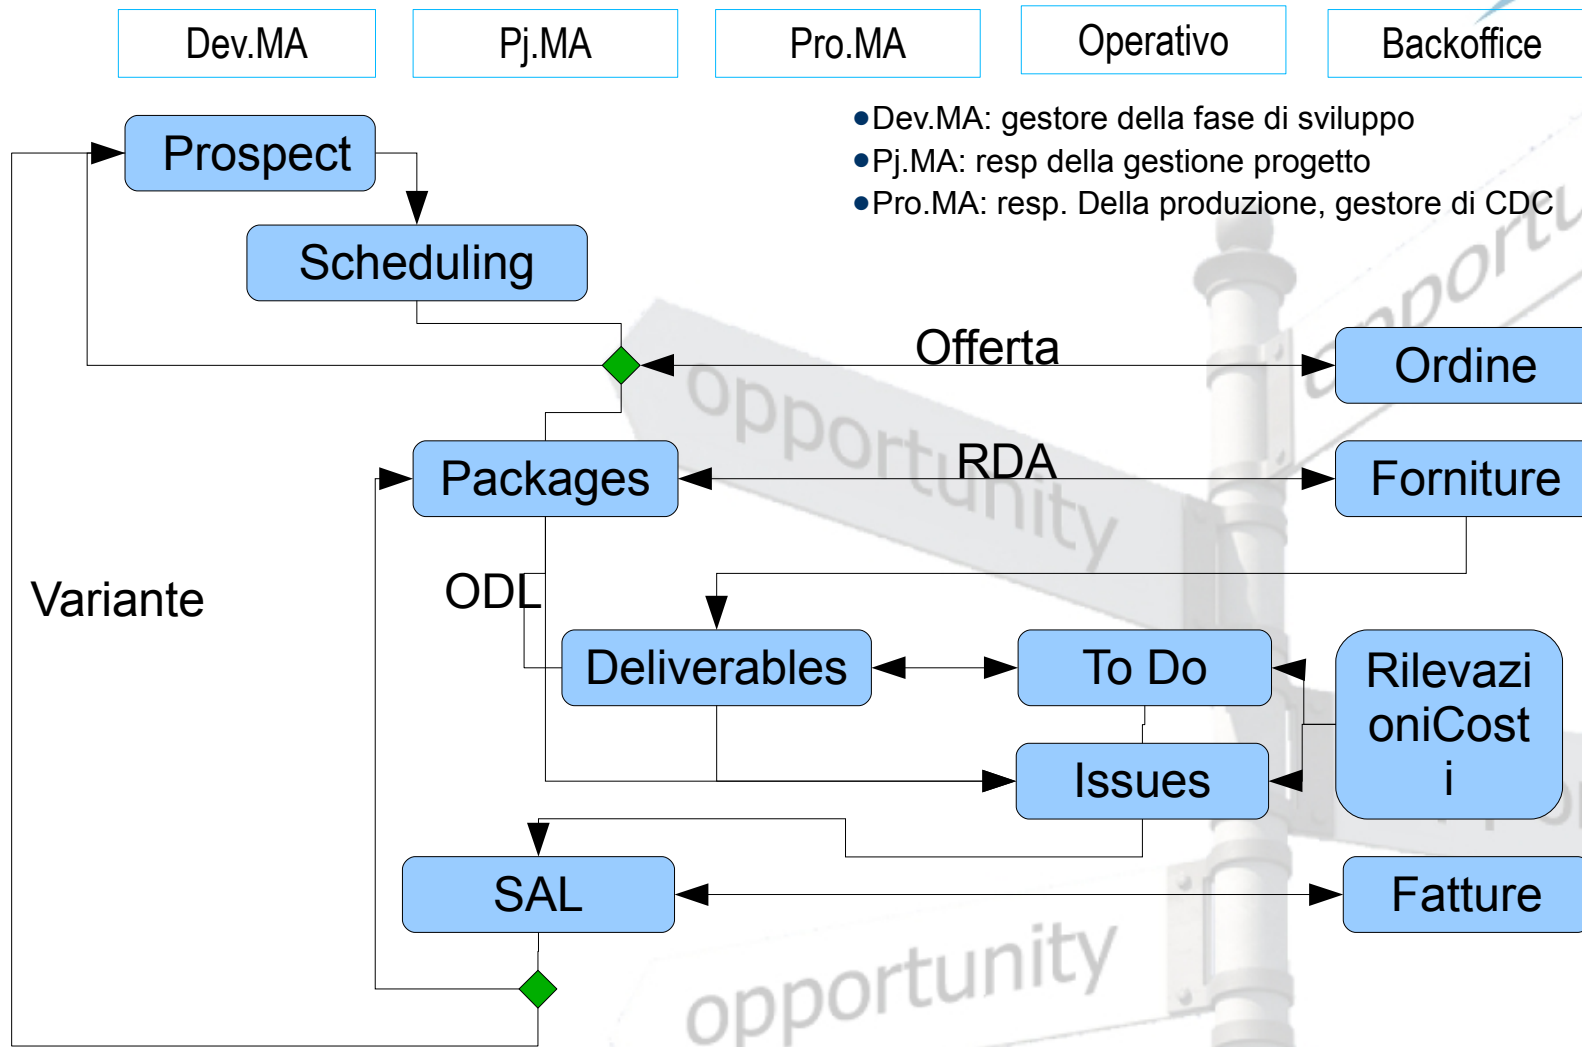 Dev.MA
Pj.MA
Pro.MA
Operativo
Backoffice
●Dev.MA: gestore della fase di sviluppo
●Pj.MA: resp della gestione progetto
●Pro.MA: resp. Della produzione, gestore di CDC
Prospect
Scheduling
Offerta
Ordine
Packages
RDA
Forniture
Variante
ODL
Deliverables
To Do
Rilevazi
oniCost
i
Issues
SAL
Fatture
opportunity
opportunity